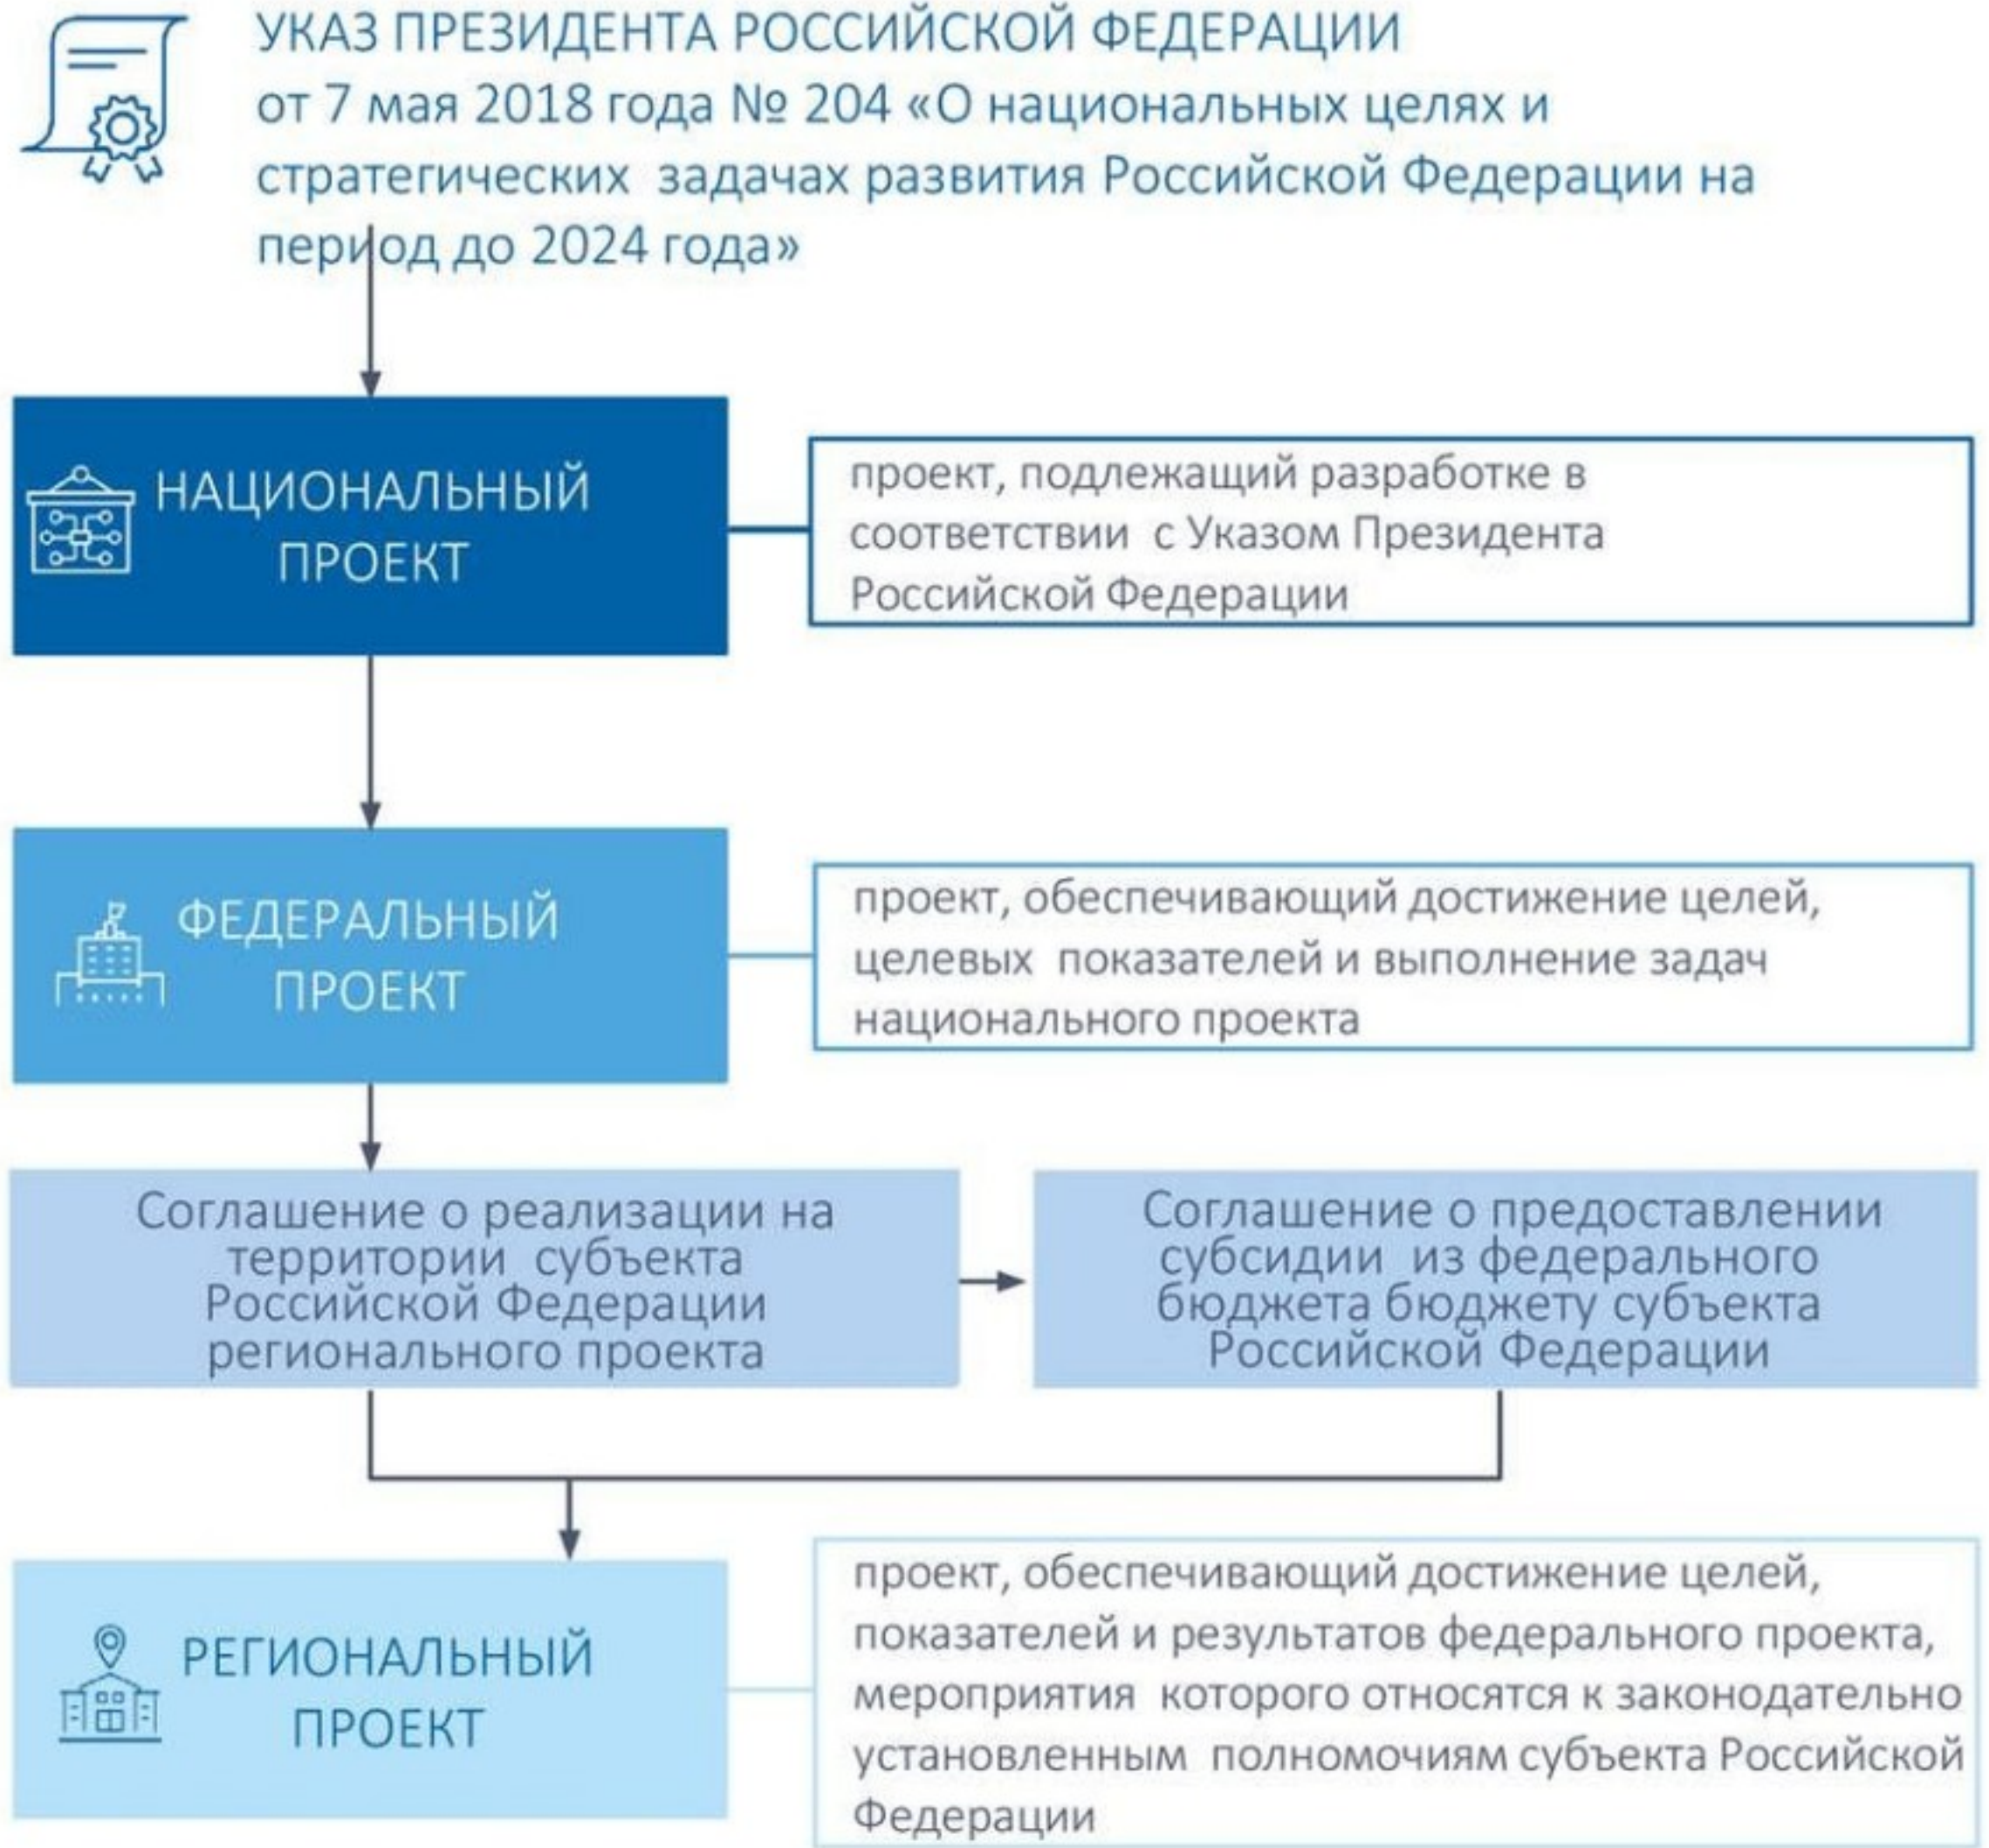 УКАЗ ПРЕЗИДЕНТА РОССИЙСКОЙ ФЕДЕРАЦИИ
от 7 мая 2018 года № 204 «О национальных целях и
стратегических задачах развития Российской Федерации на
период до 2024 года»
НАЦИОНАЛЬНЫЙ
ПРОЕКТ
проект, подлежащий разработке в
соответствии с Указом Президента
Российской Федерации
ФЕДЕРАЛЬНЫЙ
ПРОЕКТ
проект, обеспечивающий достижение целей,
целевых показателей и выполнение задач
национального проекта
Соглашение о реализации на
территории субъекта
Российской Федерации
регионального проекта
Соглашение о предоставлении
субсидии из федерального
бюджета бюджету субъекта
Российской Федерации
РЕГИОНАЛЬНЫЙ
ПРОЕКТ
проект, обеспечивающий достижение целей,
показателей и результатов федерального проекта,
мероприятия которого относятся к законодательно
установленным полномочиям субъекта Российской
Федерации